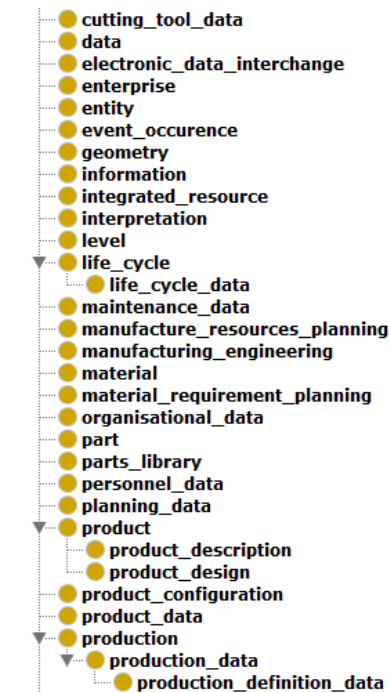 cutting_tool_data
data
electronic_data_interchange
enterprise
entity
event_occurence
geometry
information
integrated_resource
interpretation
level
life_cycle
life_cycle_data
maintenance_data
manufacture_resources_planning
manufacturing_engineering
material
material_requirement_planning
organisational_data
part
parts_library
personnel_data
planning_data
product
product_description
product_design
product_configuration
product_data
production
production_data
production_definition_data